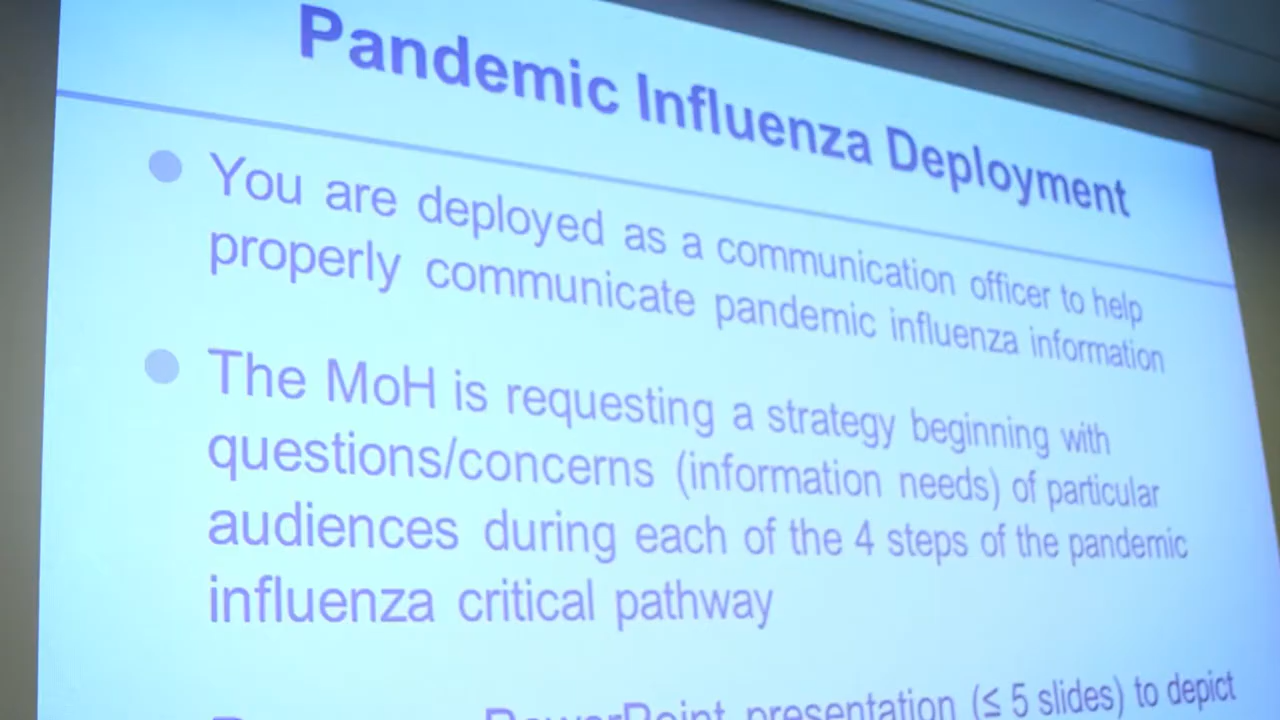 Pandemic Influenza Deployment
You are deployed as a communication officer to help
properly communicate pandemic influenza information
The MoH is requesting a strategy beginning with
questions/concerns (information needs) of particular
audiences during each of the 4 steps of the pandemic
influenza critical pathway
PowerPoint presentation (≤ 5 slides) to depict